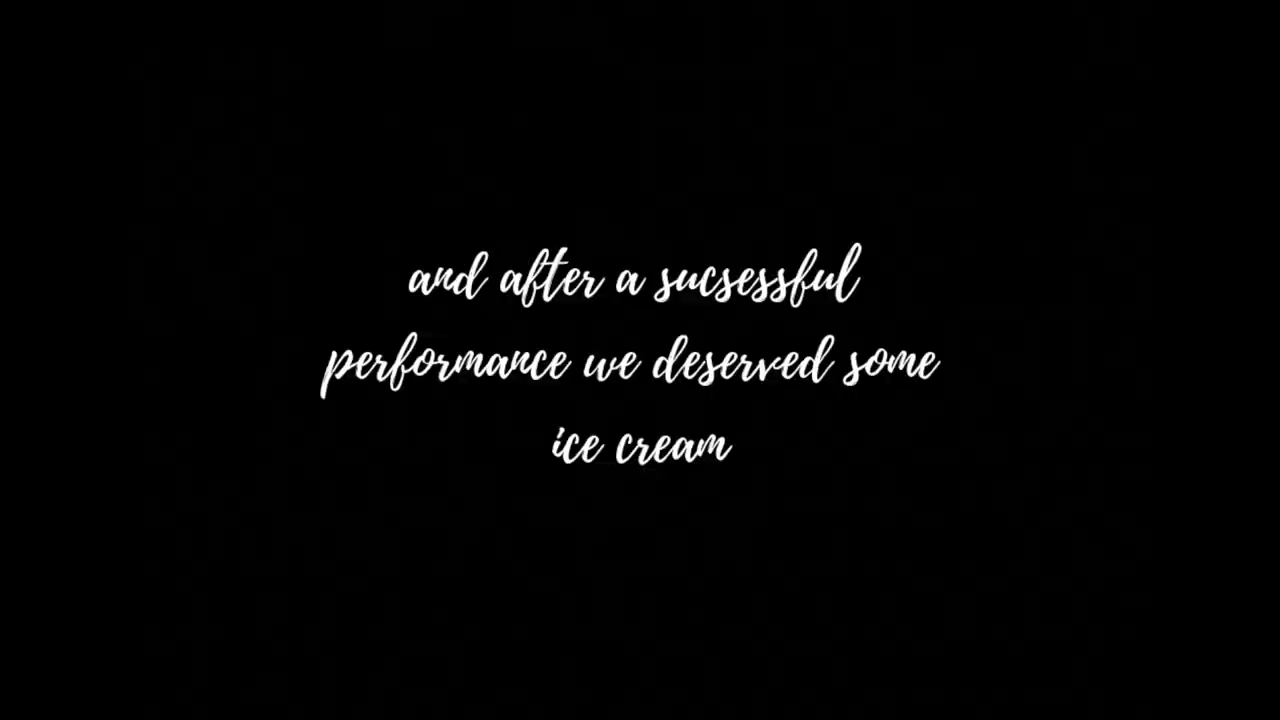 and after a sucsessful
performance we deserved some
ice cream